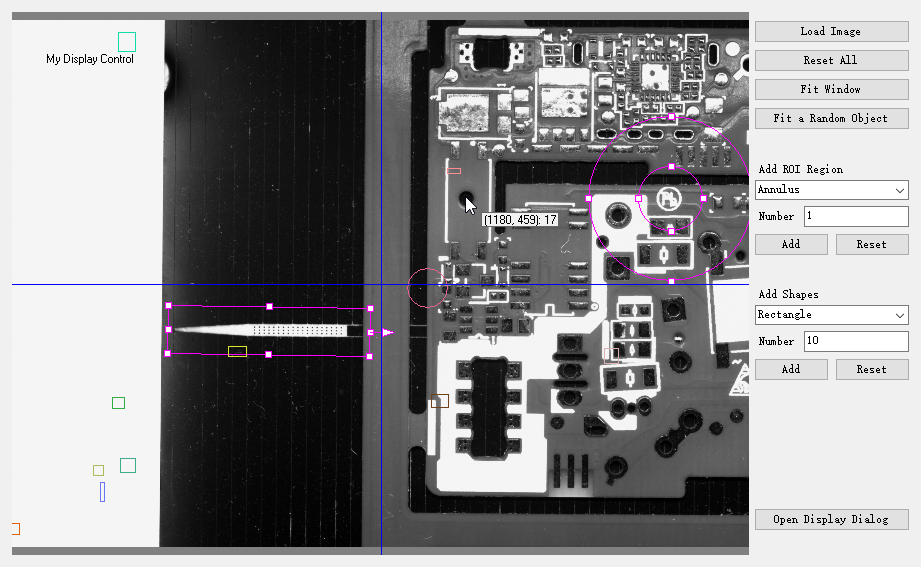 My Display Control
(1180, 459): 17
Pb
Load Image
Reset All
Fit Window
Fit a Random Object
Add ROI Region
Annulus
Number 1
Add Reset
Add Shapes
Rectangle
Number 10
Add Reset
Open Display Dialog